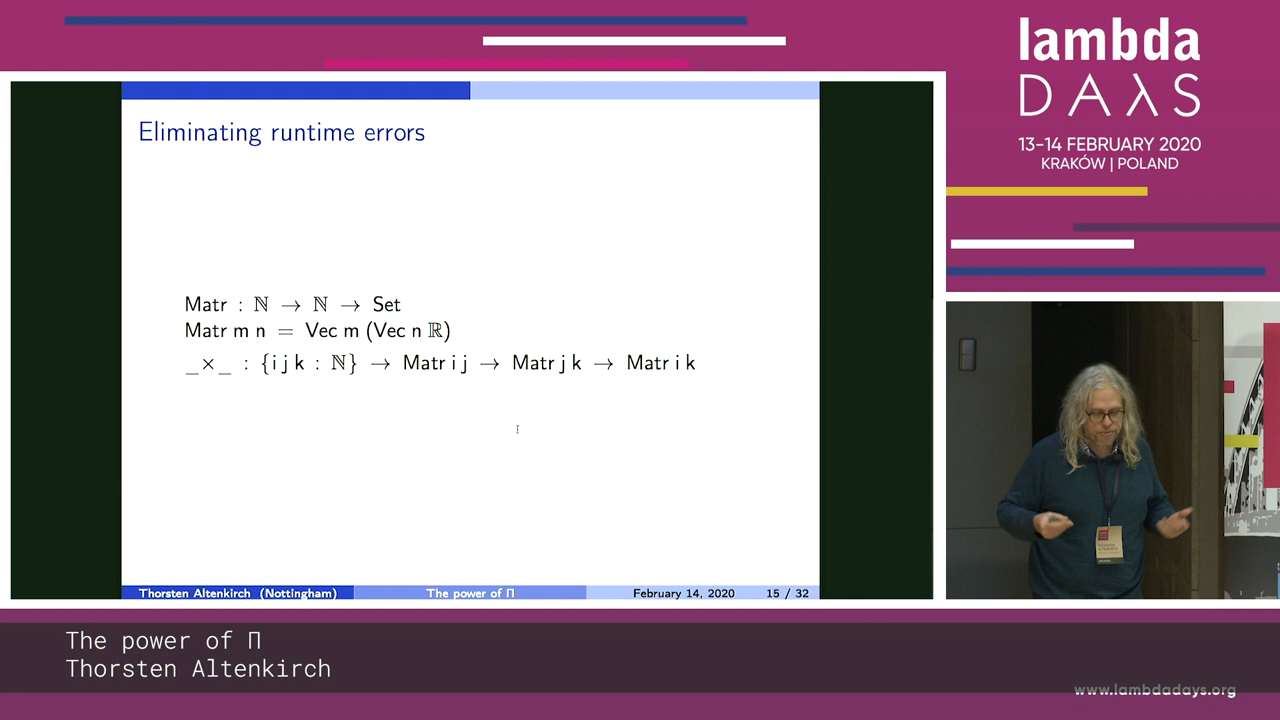 lambda
DAλS
13–14 FEBRUARY 2020
KRAKÓW | POLAND
Eliminating runtime errors
Matr : ℕ → ℕ → Set
Matr m n = Vec m (Vec n ℝ)
_×_ : {i j k : ℕ} → Matr i j → Matr j k → Matr i k
Thorsten Altenkirch (Nottingham) The power of Π February 14, 2020 15 / 32
The power of Π
Thorsten Altenkirch
www.lambdadays.org